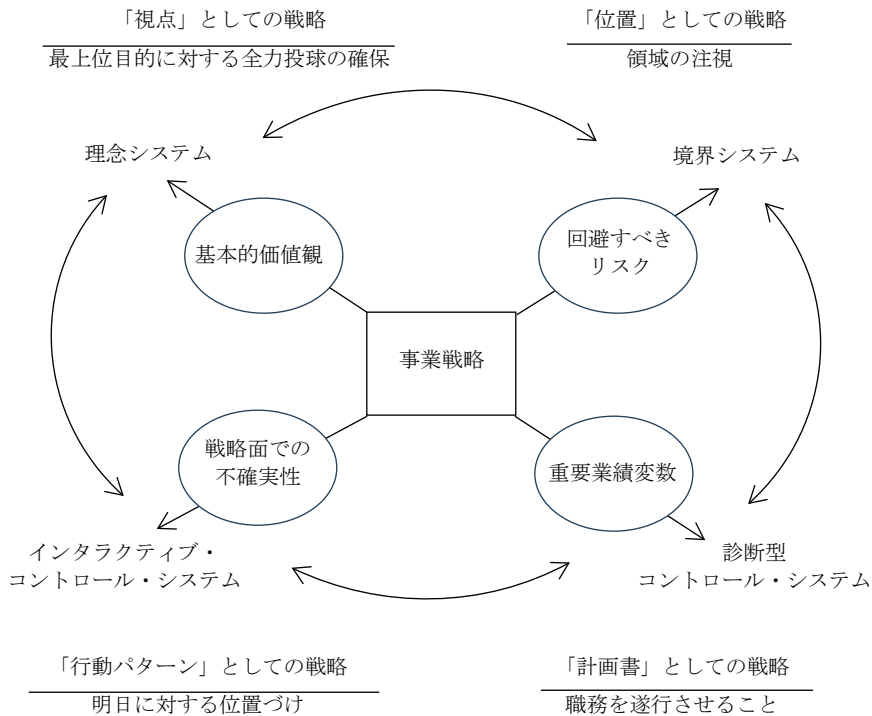 「視点」としての戦略
最上位目的に対する全力投球の確保
「位置」としての戦略
領域の注視
理念システム
境界システム
基本的価値観
回避すべき
リスク
事業戦略
戦略面での
不確実性
重要業績変数
インタラクティブ・
コントロール・システム
診断型
コントロール・システム
「行動パターン」としての戦略
明日に対する位置づけ
「計画書」としての戦略
職務を遂行させること